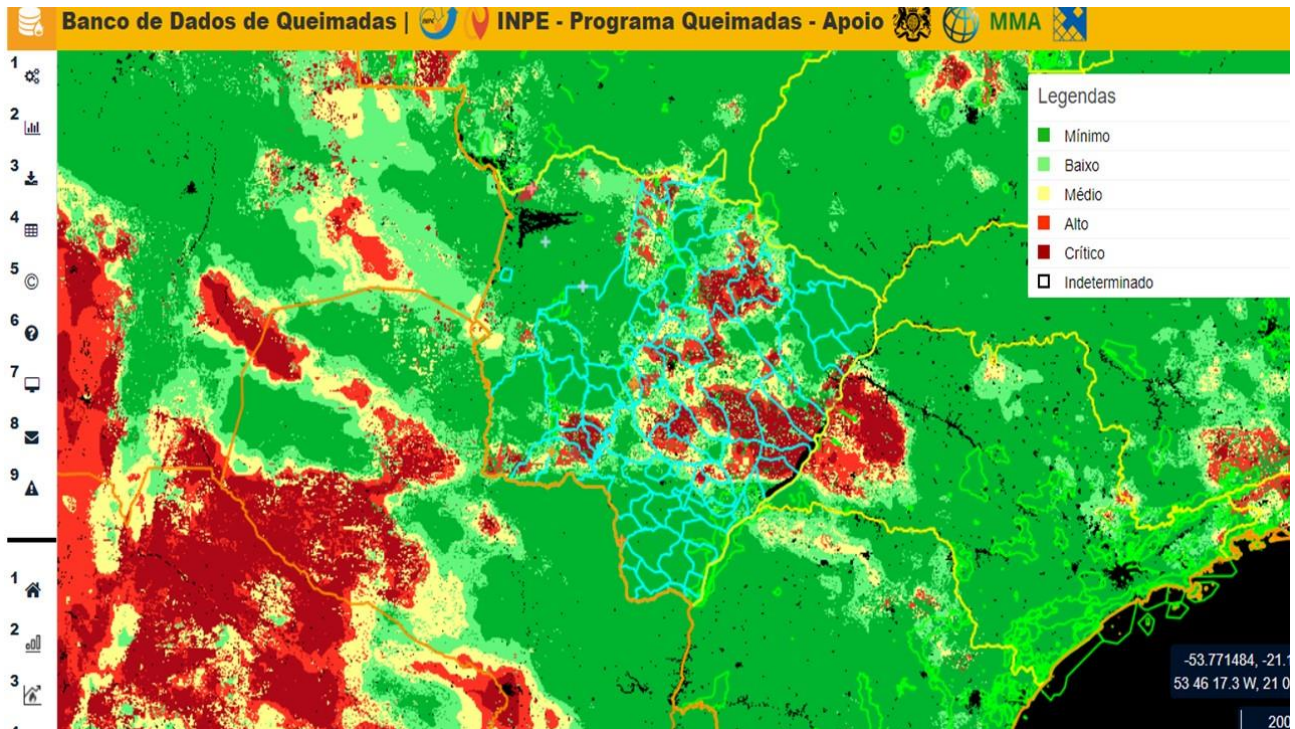 Banco de Dados de Queimadas | INPE - Programa Queimadas - Apoio MMA
1
2
3
4
5
6
7
8
9
1
2
3
Legendas
Mínimo
Baixo
Médio
Alto
Crítico
Indeterminado
-53.771484, -21.1
53 46 17.3 W, 21 0
200